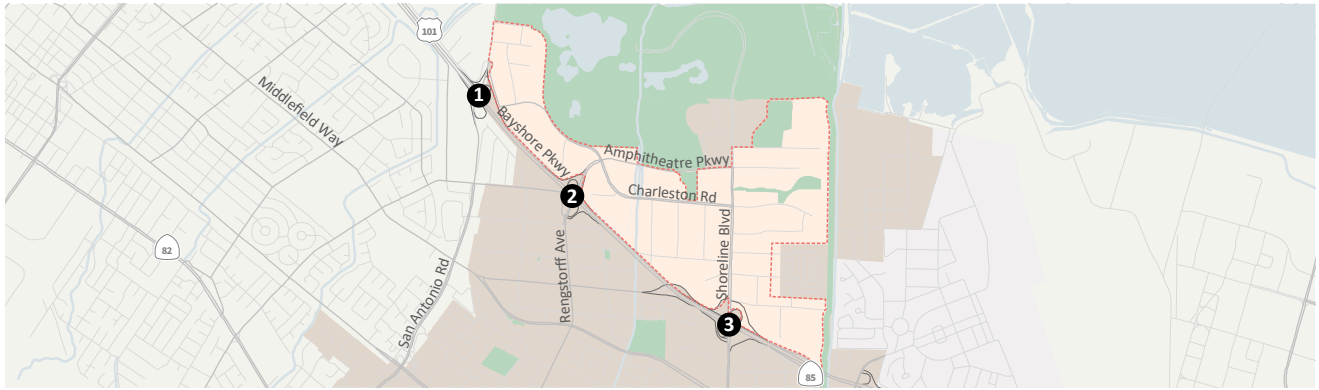 101
1
Middlefield Way
Bayshore Pkwy
Amphitheatre Pkwy
2
Charleston Rd
82
San Antonio Rd
Rengstorff Ave
Shoreline Blvd
3
85